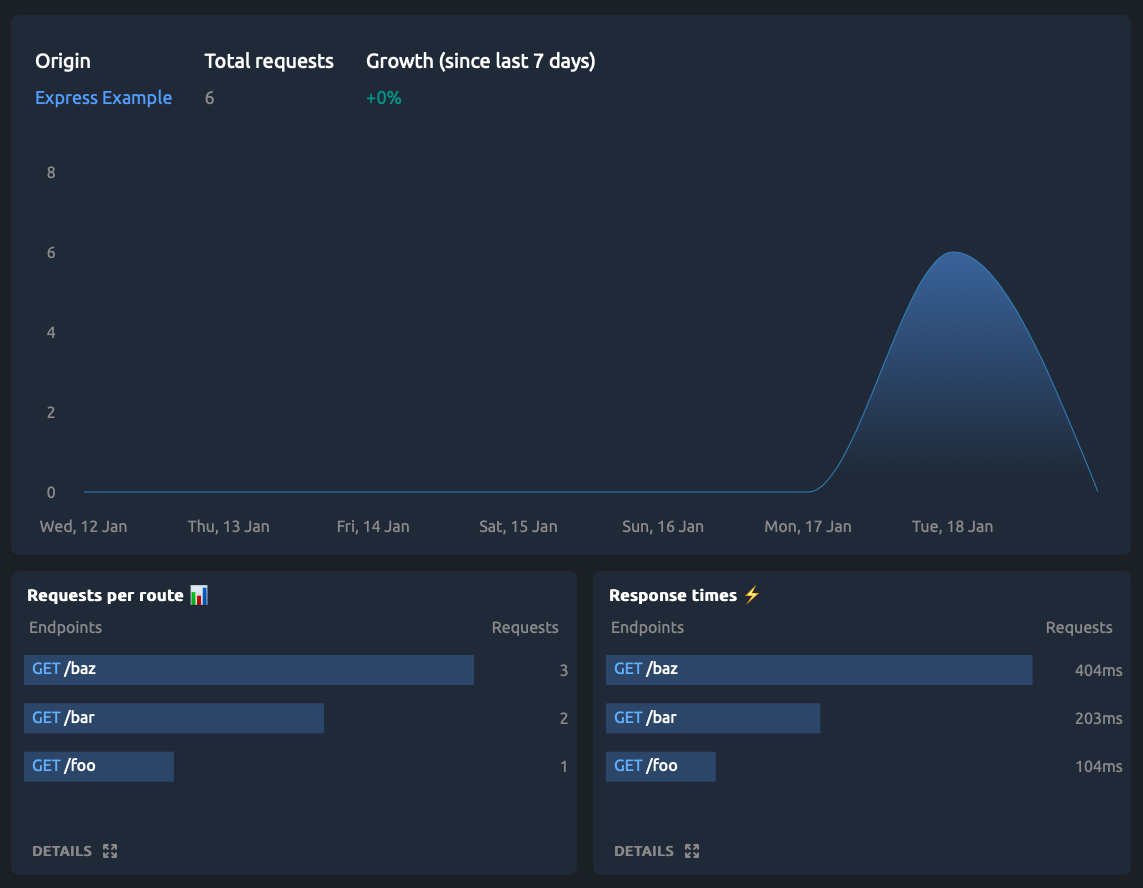 Origin Total requests Growth (since last 7 days)
Express Example 6 +0%
8
6
4
2
0
Wed, 12 Jan Thu, 13 Jan Fri, 14 Jan Sat, 15 Jan Sun, 16 Jan Mon, 17 Jan Tue, 18 Jan
Requests per route 📊
Endpoints Requests
GET /baz 3
GET /bar 2
GET /foo 1
DETAILS
Response times ⚡
Endpoints Requests
GET /baz 404ms
GET /bar 203ms
GET /foo 104ms
DETAILS